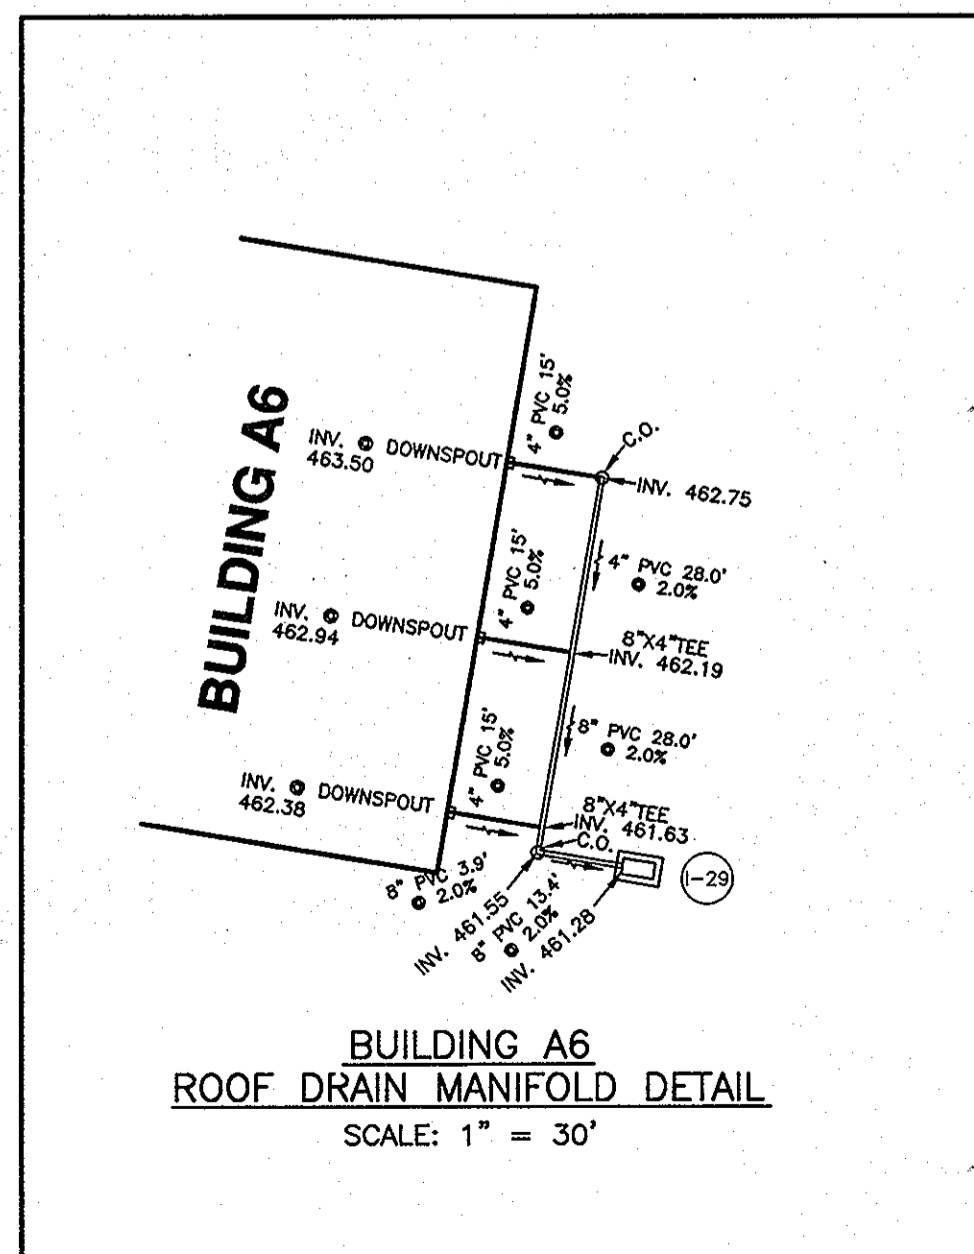 BUILDING A6
4" PVC 15'
@ 5.0%
C.O.
INV. @ DOWNSPOUT
463.50
INV. 462.75
4" PVC 15'
@ 5.0%
4" PVC 28.0'
@ 2.0%
INV. @ DOWNSPOUT
462.94
8"X4"TEE
INV. 462.19
4" PVC 15'
@ 5.0%
8" PVC 28.0'
@ 2.0%
INV. @ DOWNSPOUT
462.38
8"X4"TEE
INV. 461.63
C.O.
8" PVC 3.9'
@ 2.0%
I-29
INV. 461.55
8" PVC 13.4'
@ 2.0%
INV. 461.28
BUILDING A6
ROOF DRAIN MANIFOLD DETAIL
SCALE: 1" = 30'